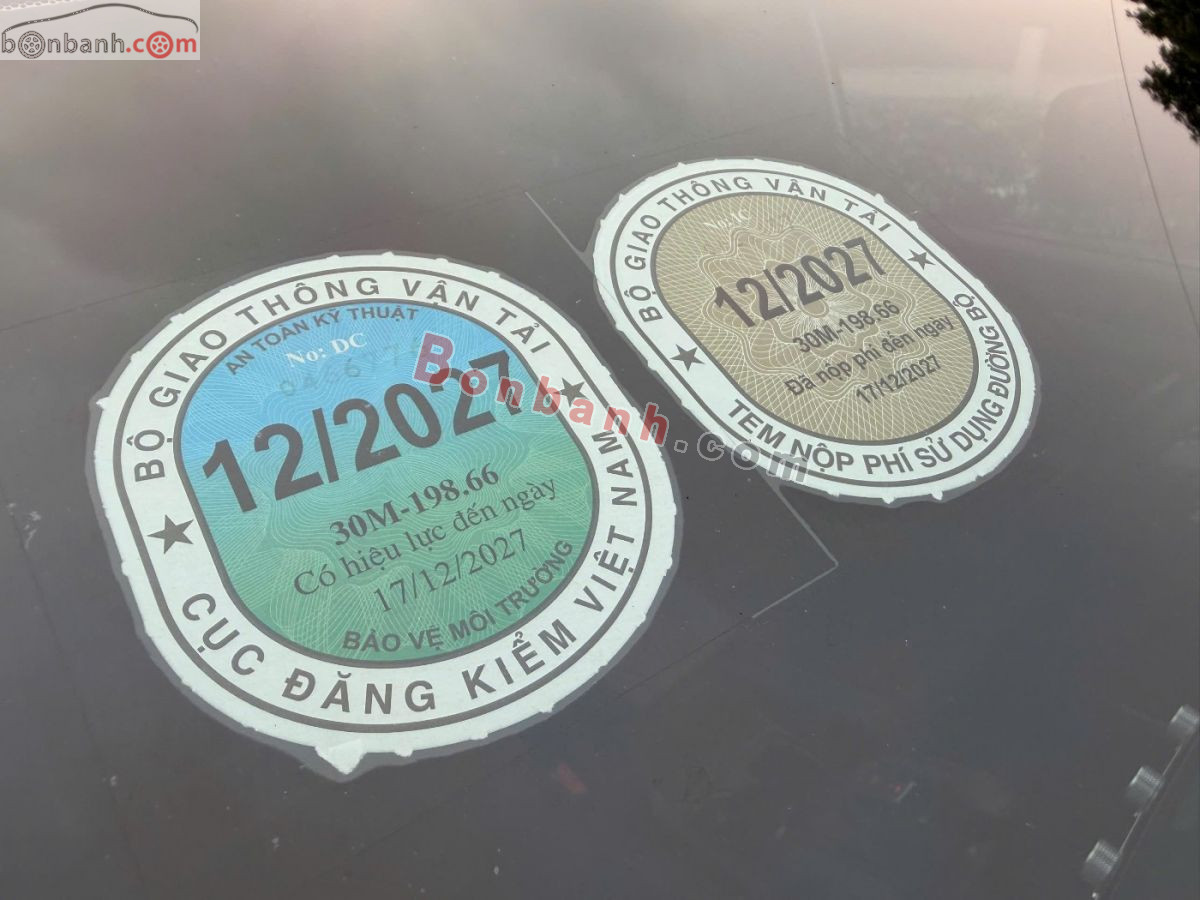 bonbanh.com
BỘ GIAO THÔNG VẬN TẢI
AN TOÀN KỸ THUẬT
No: DC
12/2027
30M-198.66
Có hiệu lực đến ngày
17/12/2027
BẢO VỆ MÔI TRƯỜNG
CỤC ĐĂNG KIỂM VIỆT NAM
BỘ GIAO THÔNG VẬN TẢI
No: AC
12/2027
30M-198.66
Đã nộp phí đến ngày
17/12/2027
TEM NỘP PHÍ SỬ DỤNG ĐƯỜNG BỘ
Bonbanh.com